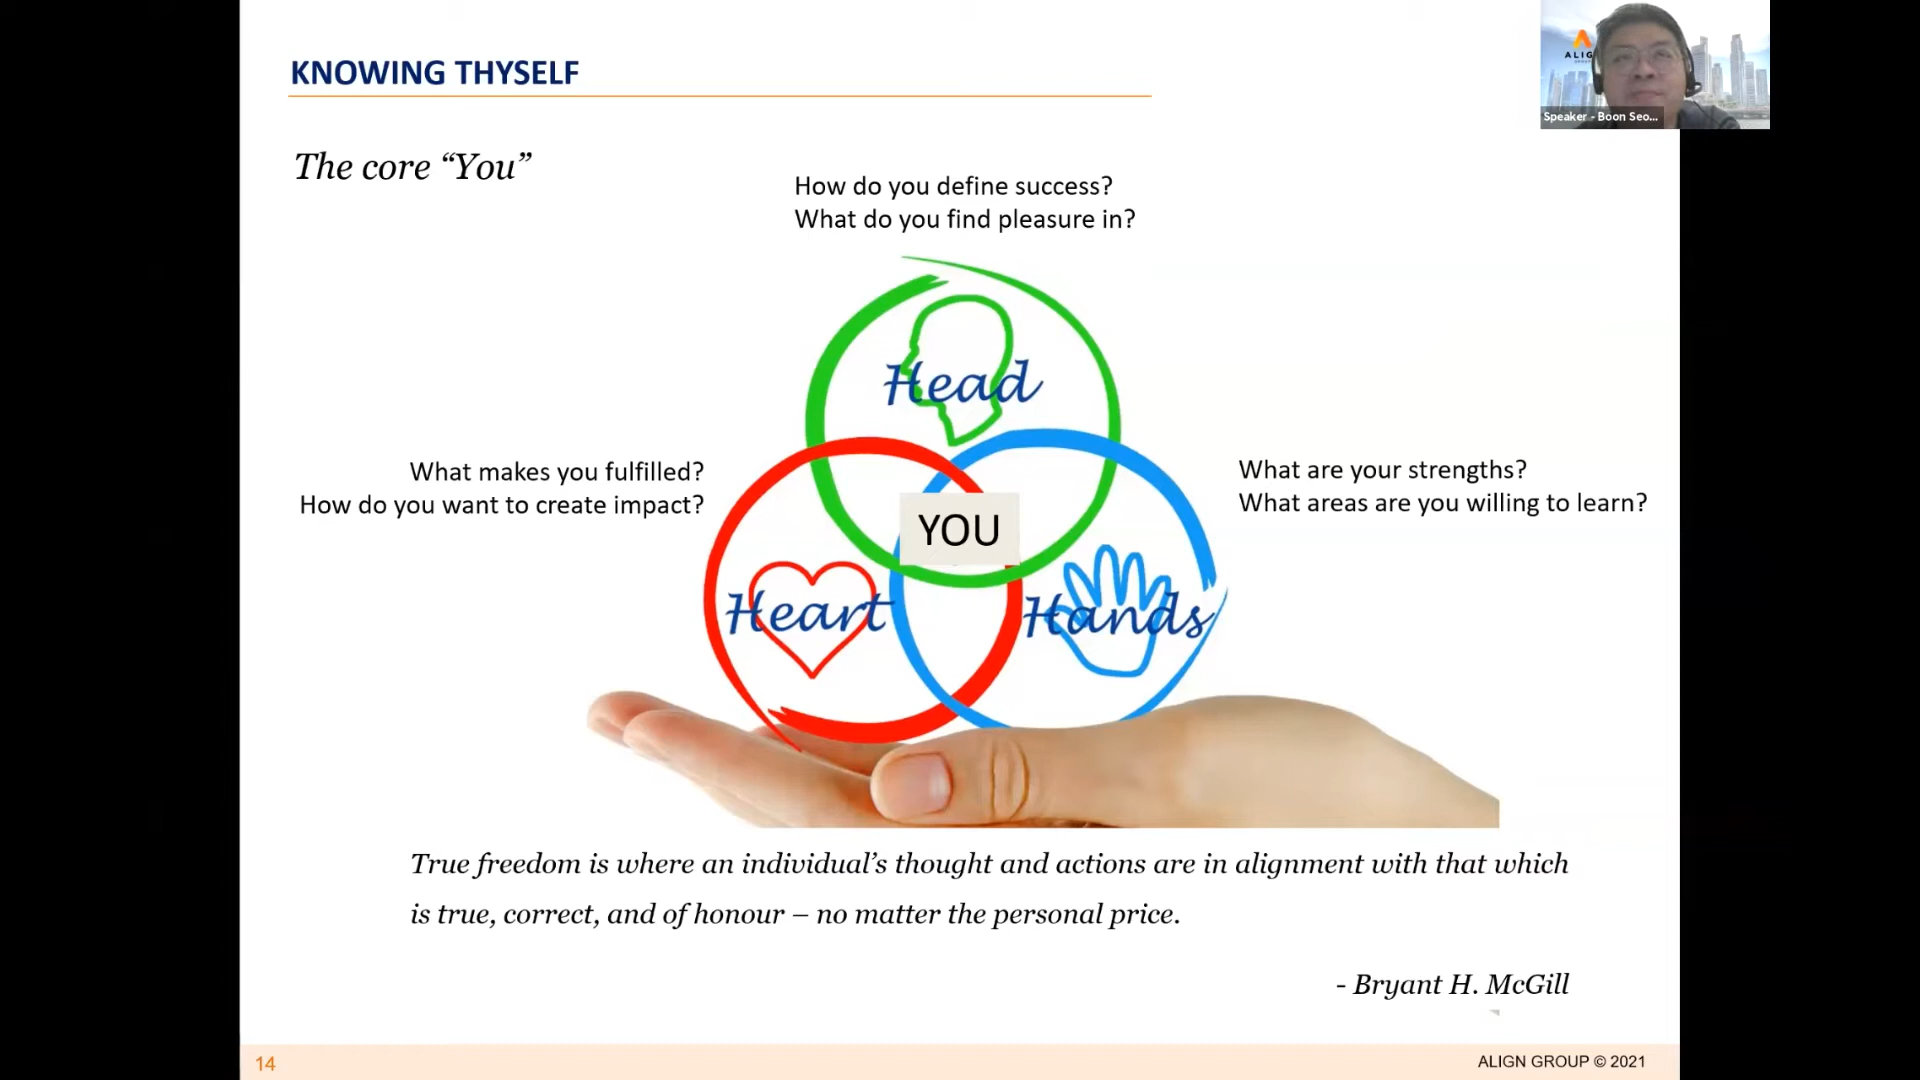 KNOWING THYSELF
The core “You”
How do you define success?
What do you find pleasure in?
Head
What makes you fulfilled?
How do you want to create impact?
What are your strengths?
What areas are you willing to learn?
YOU
Heart
Hands
True freedom is where an individual’s thought and actions are in alignment with that which
is true, correct, and of honour – no matter the personal price.
- Bryant H. McGill
14
ALIGN GROUP © 2021
ALIG
Speaker - Boon Seo...